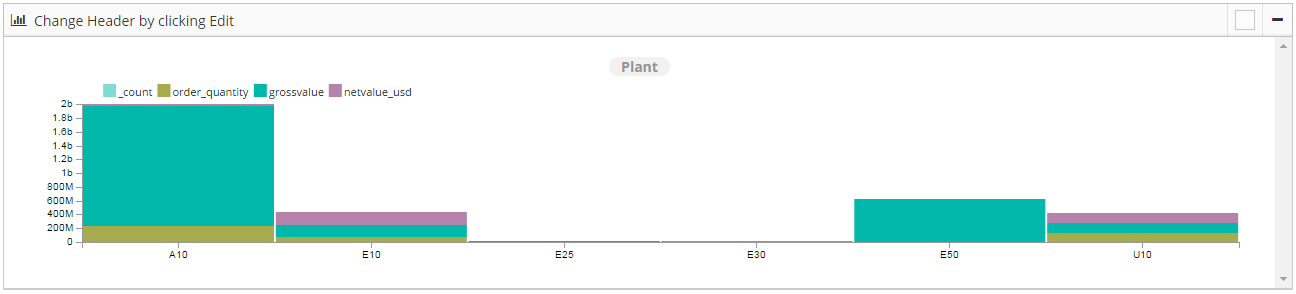 Change Header by clicking Edit
Plant
_count order_quantity grossvalue netvalue_usd
2b
1.8b
1.6b
1.4b
1.2b
1b
800M
600M
400M
200M
0
A10 E10 E25 E30 E50 U10